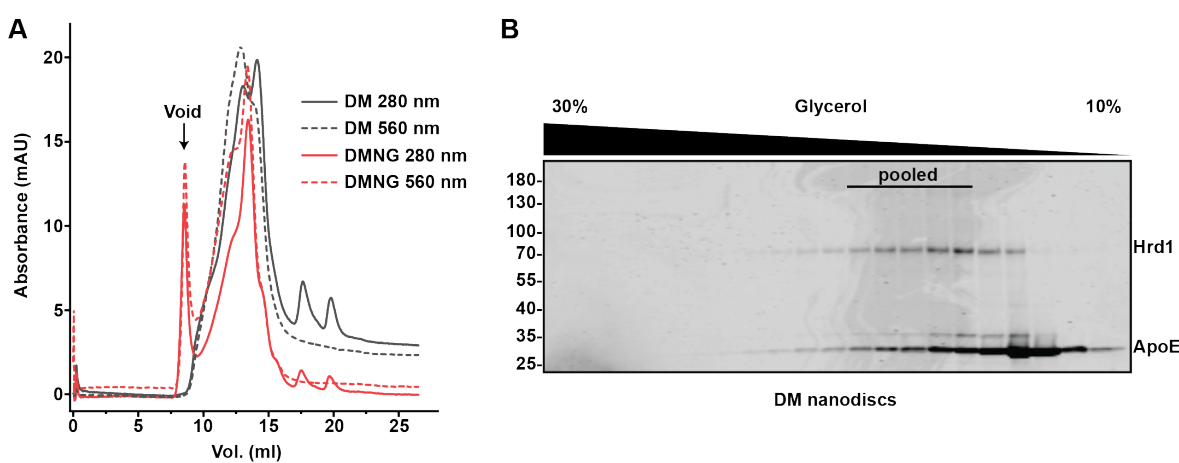 A
Absorbance (mAU)
20
15
10
5
0
Void
DM 280 nm
DM 560 nm
DMNG 280 nm
DMNG 560 nm
0 5 10 15 20 25
Vol. (ml)
B
30% Glycerol 10%
pooled
180-
130-
100-
70-
55-
40-
35-
25-
Hrd1
ApoE
DM nanodiscs